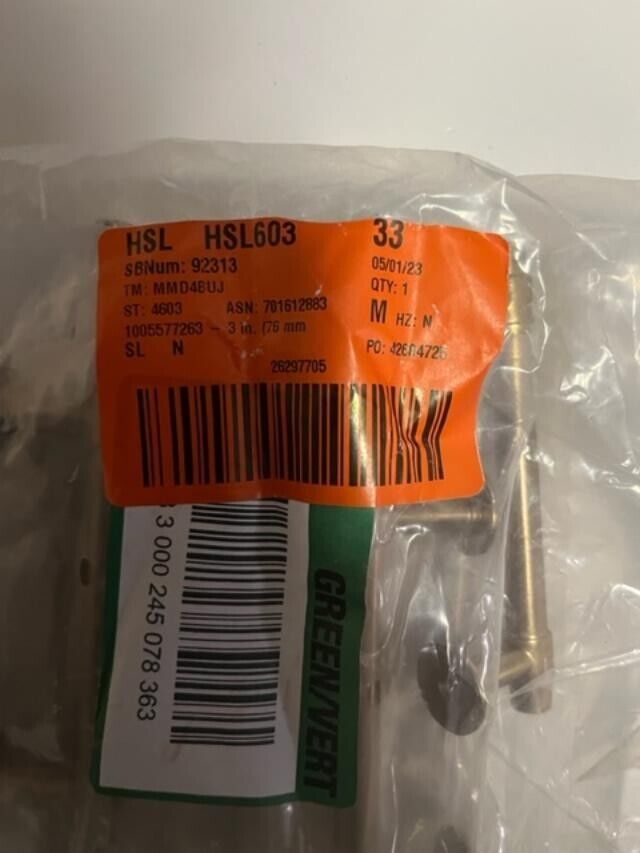 HSL HSL603 33
SBNum: 92313 05/01/23
TM: MMD4BUJ QTY: 1
ST: 4603 ASN: 701612883 M HZ: N
1005577263 – 3 in. (76 mm
SL N PO:
26297705
3 000 245 078 363
GREEN/VERT